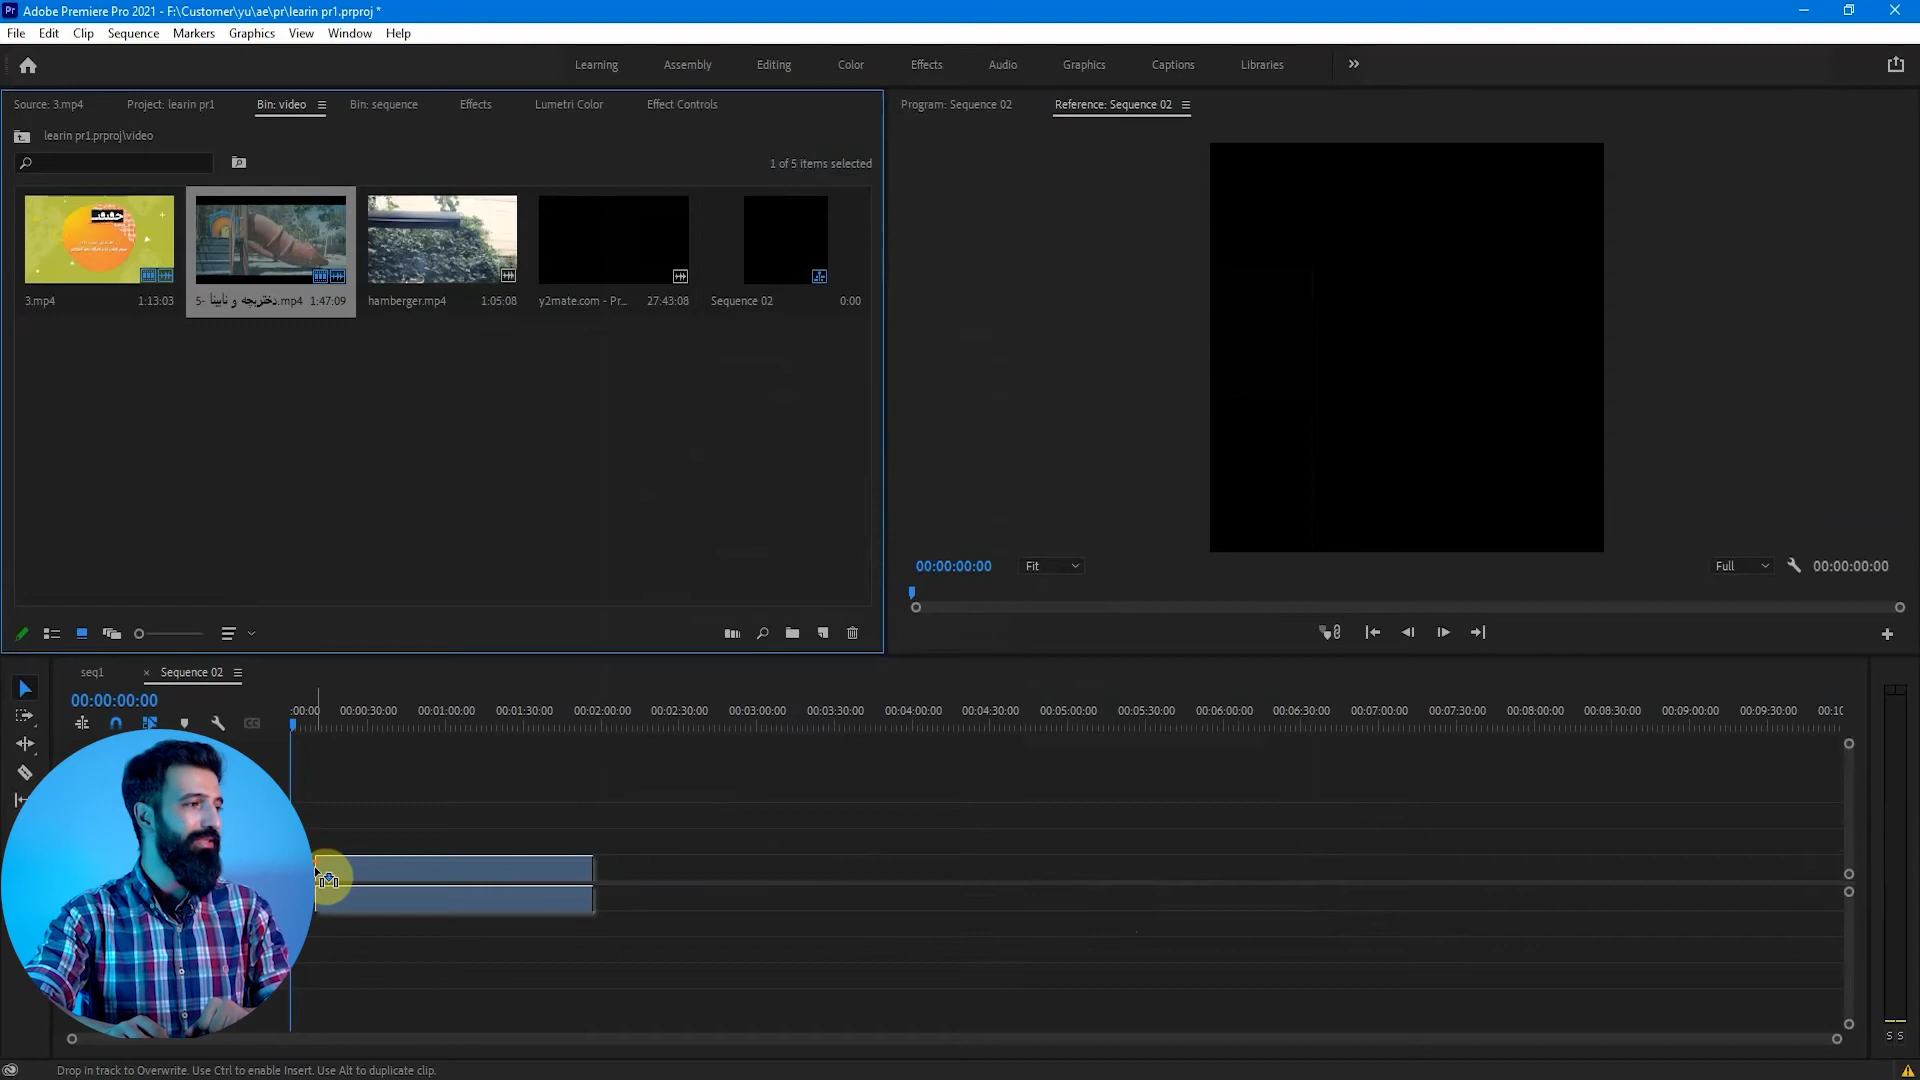 Pr Adobe Premiere Pro 2021 - F:\Customer\yu\ae\pr\learin pr1.prproj *
File Edit Clip Sequence Markers Graphics View Window Help
Learning Assembly Editing Color Effects Audio Graphics Captions Libraries
Source: 3.mp4 Project: learin pr1 Bin: video Bin: sequence Effects Lumetri Color Effect Controls
Program: Sequence 02 Reference: Sequence 02
learin pr1.prproj\video
1 of 5 items selected
3.mp4 1:13:03
5- دختربچه و نابینا.mp4 1:47:09
hamberger.mp4 1:05:08
y2mate.com - Pr... 27:43:08
Sequence 02 0:00
00:00:00:00 Fit Full 00:00:00:00
seq1 × Sequence 02
00:00:00:00
:00:00 00:00:30:00 00:01:00:00 00:01:30:00 00:02:00:00 00:02:30:00 00:03:00:00 00:03:30:00 00:04:00:00 00:04:30:00 00:05:00:00 00:05:30:00 00:06:00:00 00:06:30:00 00:07:00:00 00:07:30:00 00:08:00:00 00:08:30:00 00:09:00:00 00:09:30:00 00:10
S S
Drop in track to Overwrite. Use Ctrl to enable Insert. Use Alt to duplicate clip.